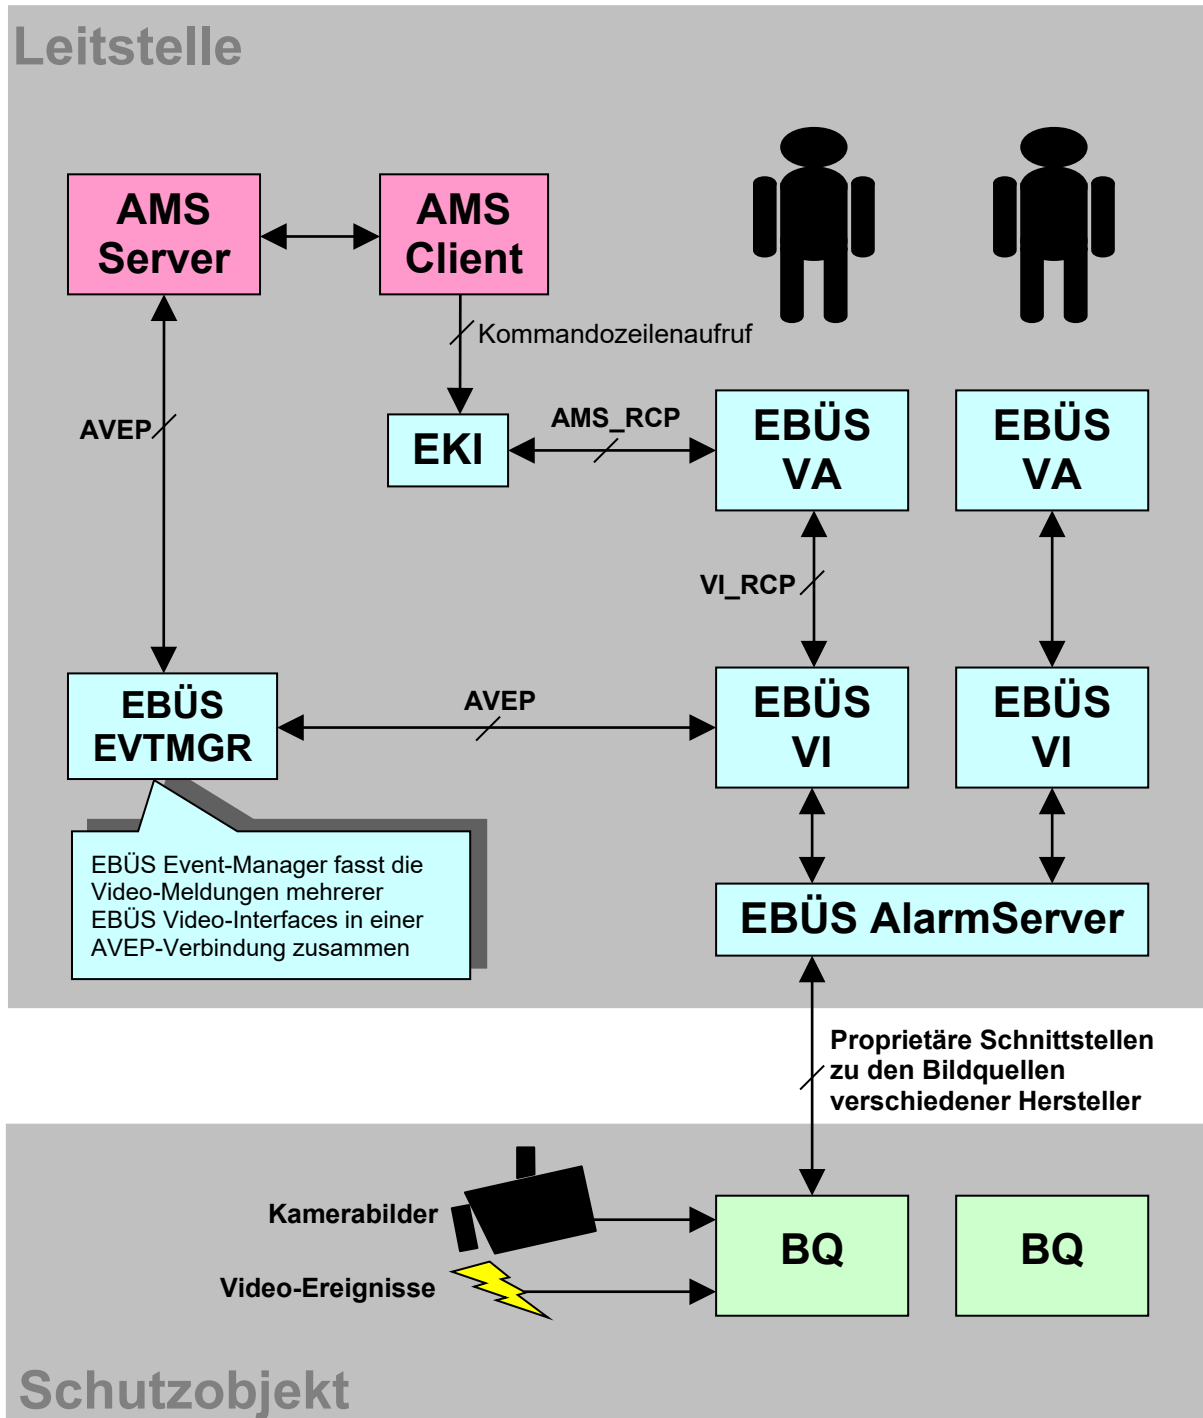 Leitstelle
AMS
Server
AMS
Client
Kommandozeilenaufruf
AVEP
EKI
AMS_RCP
EBÜS
VA
EBÜS
VA
VI_RCP
EBÜS
EVTMGR
AVEP
EBÜS
VI
EBÜS
VI
EBÜS Event-Manager fasst die
Video-Meldungen mehrerer
EBÜS Video-Interfaces in einer
AVEP-Verbindung zusammen
EBÜS AlarmServer
Proprietäre Schnittstellen
zu den Bildquellen
verschiedener Hersteller
Kamerabilder
Video-Ereignisse
BQ
BQ
Schutzobjekt